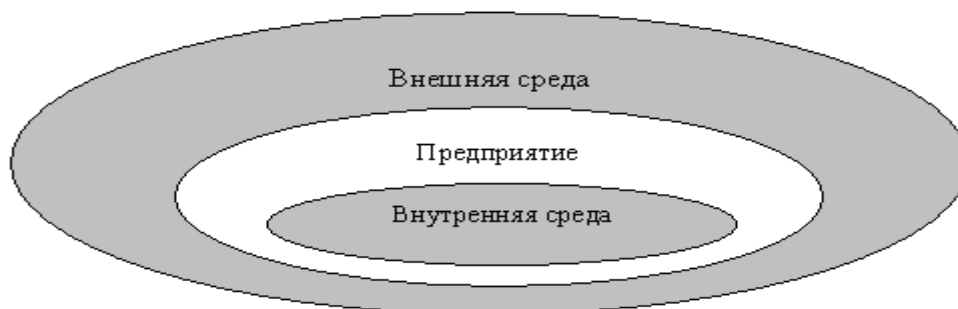 Внешняя среда
Предприятие
Внутренняя среда